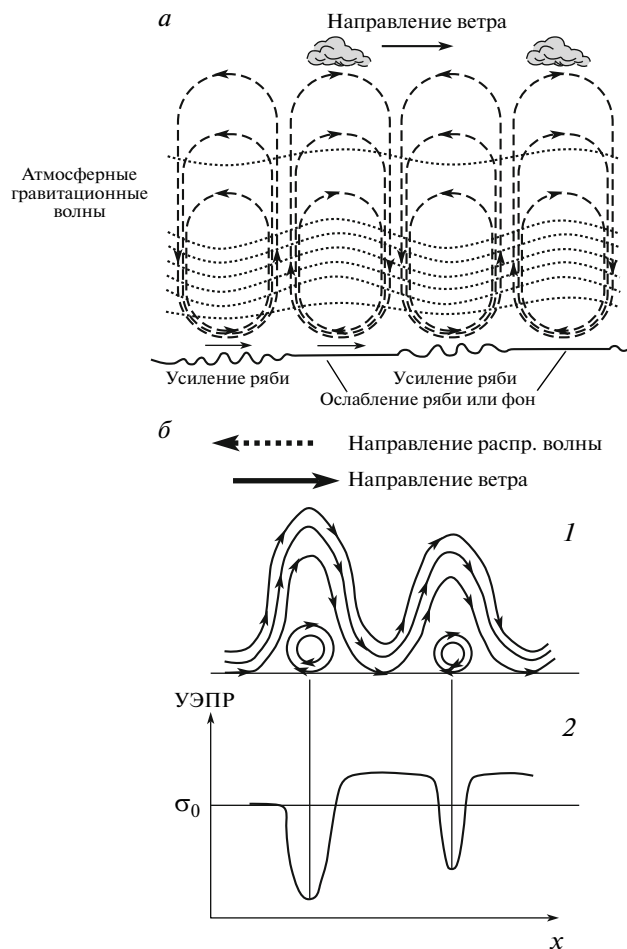 а
Направление ветра
Атмосферные
гравитационные
волны
Усиление ряби
Усиление ряби
Ослабление ряби или фон
б
Направление распр. волны
Направление ветра
1
УЭПР
2
σ0
x